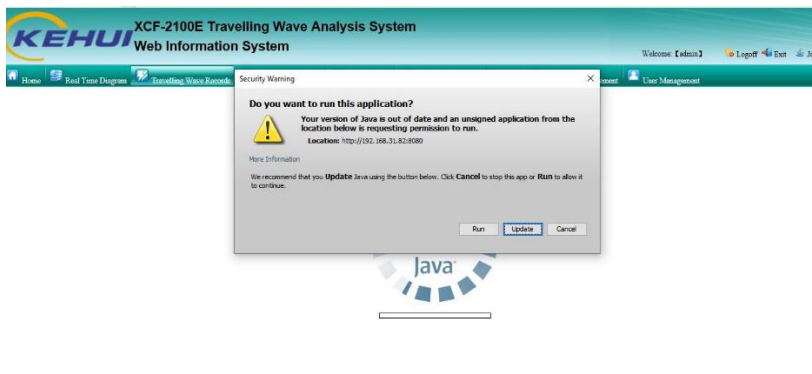 KEHUI
XCF-2100E Travelling Wave Analysis System
Web Information System
Welcome:【admin】 Logoff Exit
Home Real Time Diagram Travelling Wave Records User Management
Security Warning
Do you want to run this application?
Your version of Java is out of date and an unsigned application from the
location below is requesting permission to run.
Location: http://192.168.31.82:8080
More Information
We recommend that you Update Java using the button below. Click Cancel to stop this app or Run to allow it
to continue.
Run Update Cancel
Java